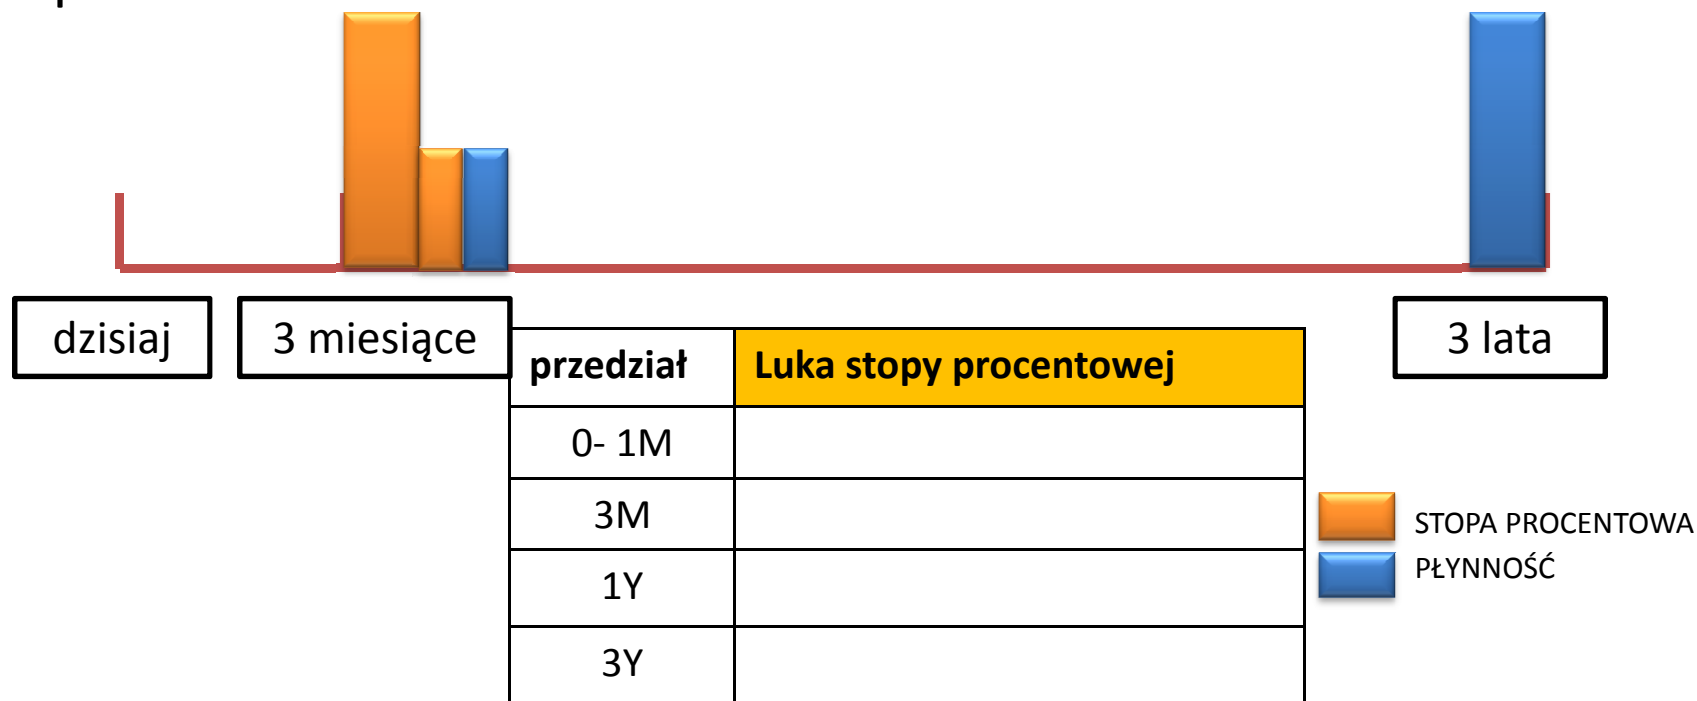 dzisiaj
3 miesiące
3 lata
przedział Luka stopy procentowej
0- 1M
3M
1Y
3Y
STOPA PROCENTOWA
PŁYNNOŚĆ